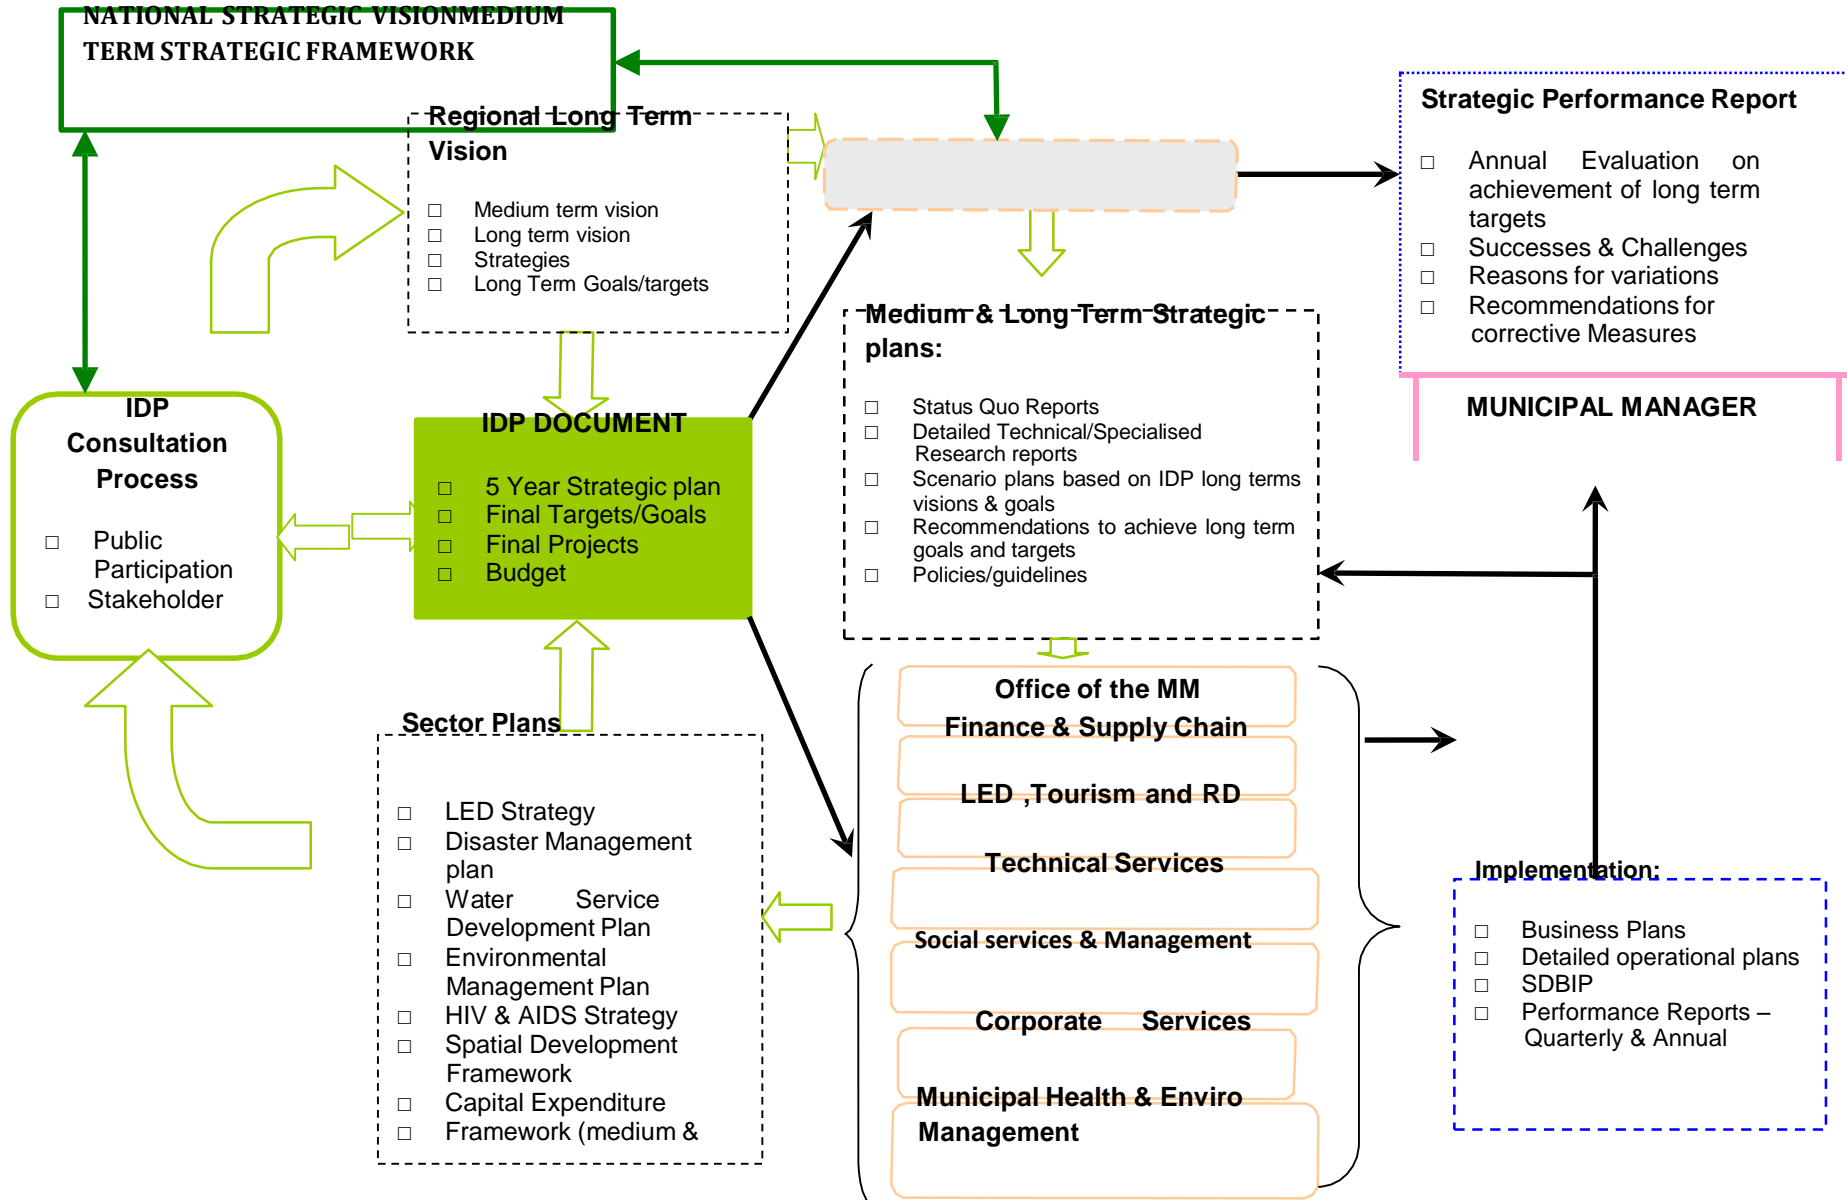 NATIONAL STRATEGIC VISIONMEDIUM
TERM STRATEGIC FRAMEWORK
Regional Long Term
Vision
□ Medium term vision
□ Long term vision
□ Strategies
□ Long Term Goals/targets
Strategic Performance Report
□ Annual Evaluation on
achievement of long term
targets
□ Successes & Challenges
□ Reasons for variations
□ Recommendations for
corrective Measures
MUNICIPAL MANAGER
IDP
Consultation
Process
□ Public
Participation
□ Stakeholder
IDP DOCUMENT
□ 5 Year Strategic plan
□ Final Targets/Goals
□ Final Projects
□ Budget
Medium & Long Term Strategic
plans:
□ Status Quo Reports
□ Detailed Technical/Specialised
Research reports
□ Scenario plans based on IDP long terms
visions & goals
□ Recommendations to achieve long term
goals and targets
□ Policies/guidelines
Sector Plans
□ LED Strategy
□ Disaster Management
plan
□ Water Service
Development Plan
□ Environmental
Management Plan
□ HIV & AIDS Strategy
□ Spatial Development
Framework
□ Capital Expenditure
□ Framework (medium &
Office of the MM
Finance & Supply Chain
LED ,Tourism and RD
Technical Services
Social services & Management
Corporate Services
Municipal Health & Enviro
Management
Implementation:
□ Business Plans
□ Detailed operational plans
□ SDBIP
□ Performance Reports –
Quarterly & Annual